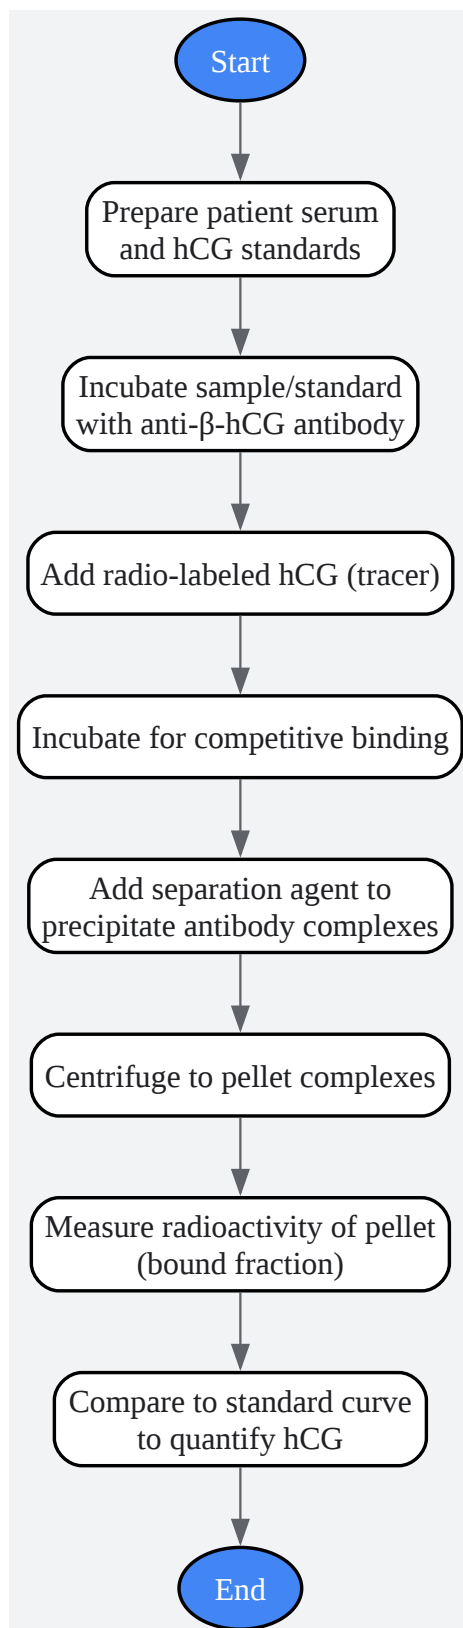 Start
Prepare patient serum
and hCG standards
Incubate sample/standard
with anti-β-hCG antibody
Add radio-labeled hCG (tracer)
Incubate for competitive binding
Add separation agent to
precipitate antibody complexes
Centrifuge to pellet complexes
Measure radioactivity of pellet
(bound fraction)
Compare to standard curve
to quantify hCG
End